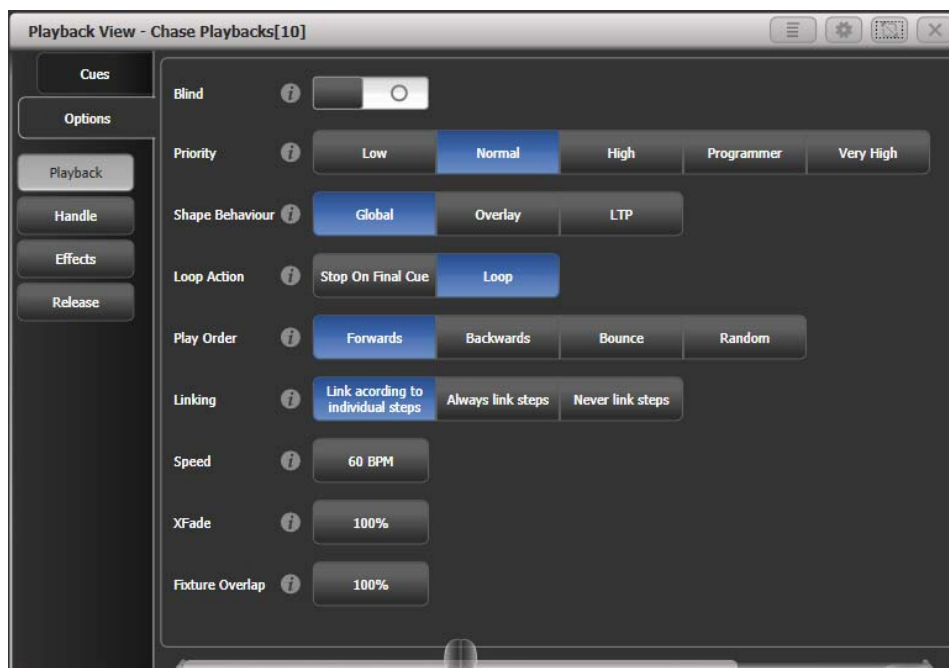 Playback View - Chase Playbacks[10]
Cues
Options
Playback
Handle
Effects
Release
Blind
Priority Low Normal High Programmer Very High
Shape Behaviour Global Overlay LTP
Loop Action Stop On Final Cue Loop
Play Order Forwards Backwards Bounce Random
Linking Link acording to individual steps Always link steps Never link steps
Speed 60 BPM
XFade 100%
Fixture Overlap 100%